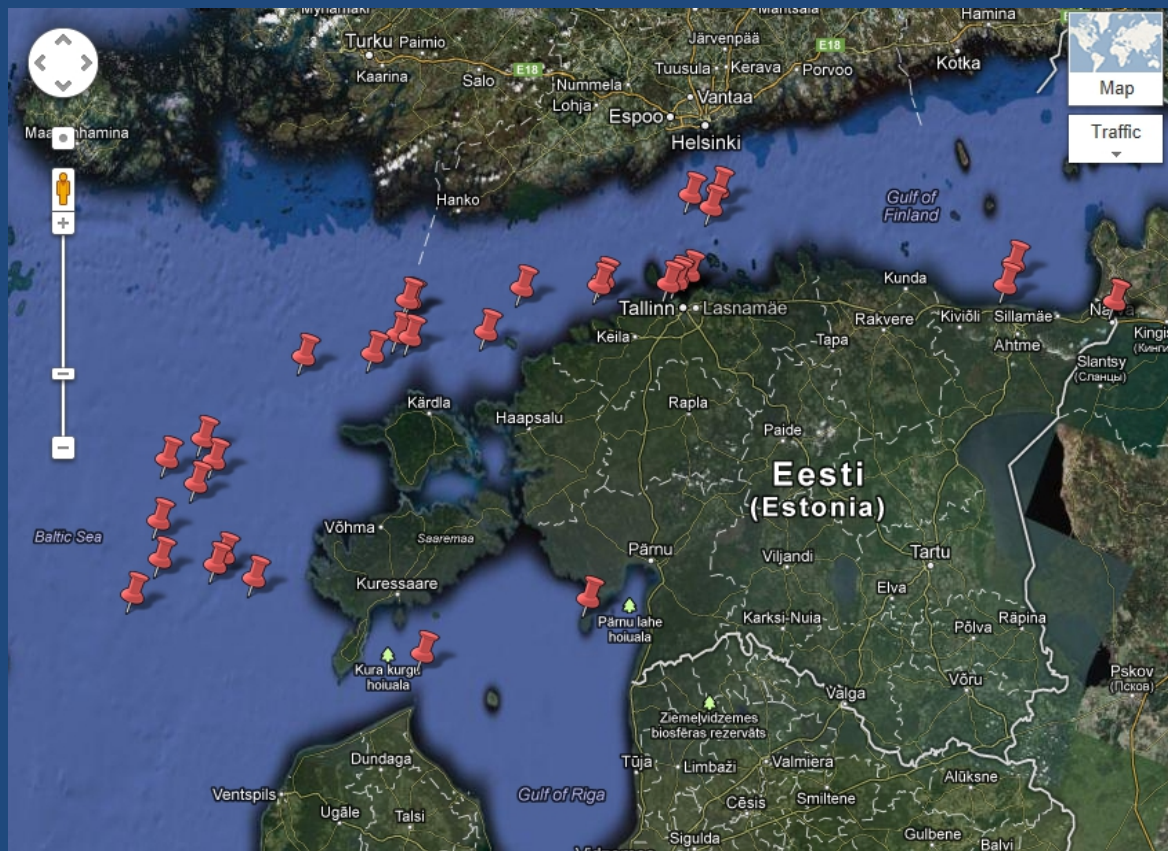 Mynämäki
Mäntsälä
Hamina
Turku
Paimio
Järvenpää
E18
Map
Kaarina
Salo
E18
Nummela
Tuusula
Kerava
Porvoo
Kotka
Lohja
Vantaa
Espoo
Traffic
Helsinki
Hanko
Gulf of
Finland
Kunda
Tallinn
Lasnamäe
Rakvere
Kiviõli
Sillamäe
Keila
Tapa
Ahtme
Slantsy
(Сланцы)
Kärdla
Haapsalu
Rapla
Paide
Eesti
(Estonia)
Baltic Sea
Võhma
Saaremaa
Pärnu
Viljandi
Tartu
Kuressaare
Elva
Pärnu lahe
hoiuala
Karksi-Nuia
Põlva
Räpina
Kura kurgu
hoiuala
Valga
Võru
Pskov
(Псков)
Ziemeļvidzemes
biosfēras rezervāts
Dundaga
Tūja
Limbaži
Valmiera
Alūksne
Ventspils
Gulf of Riga
Cēsis
Smiltene
Ugāle
Talsi
Sigulda
Gulbene
Balvi